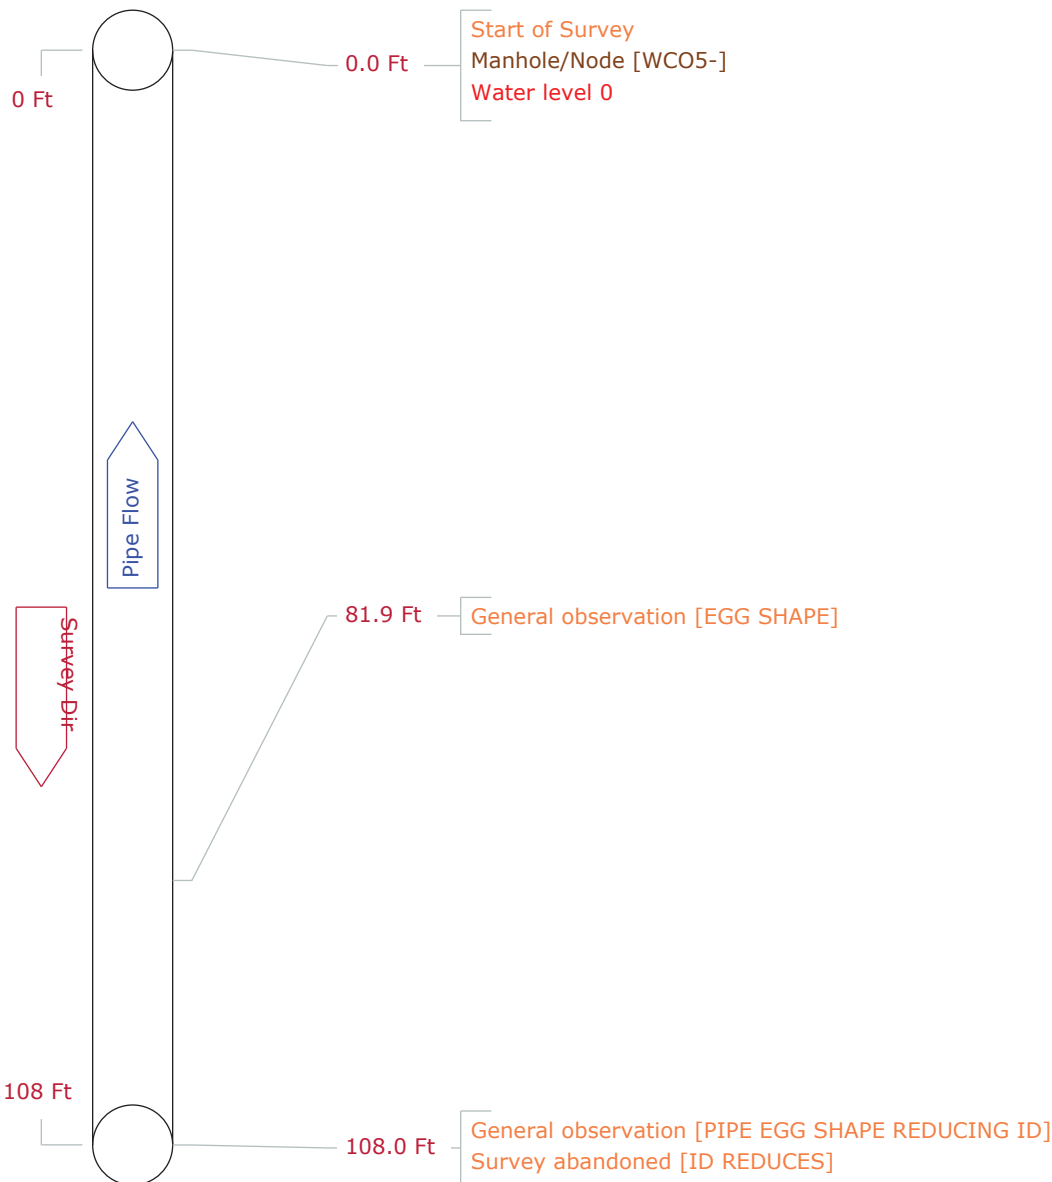 Start of Survey
0.0 Ft
Manhole/Node [WCO5-]
0 Ft
Water level 0
Pipe Flow
Survey Dir
81.9 Ft
General observation [EGG SHAPE]
108 Ft
108.0 Ft
General observation [PIPE EGG SHAPE REDUCING ID]
Survey abandoned [ID REDUCES]